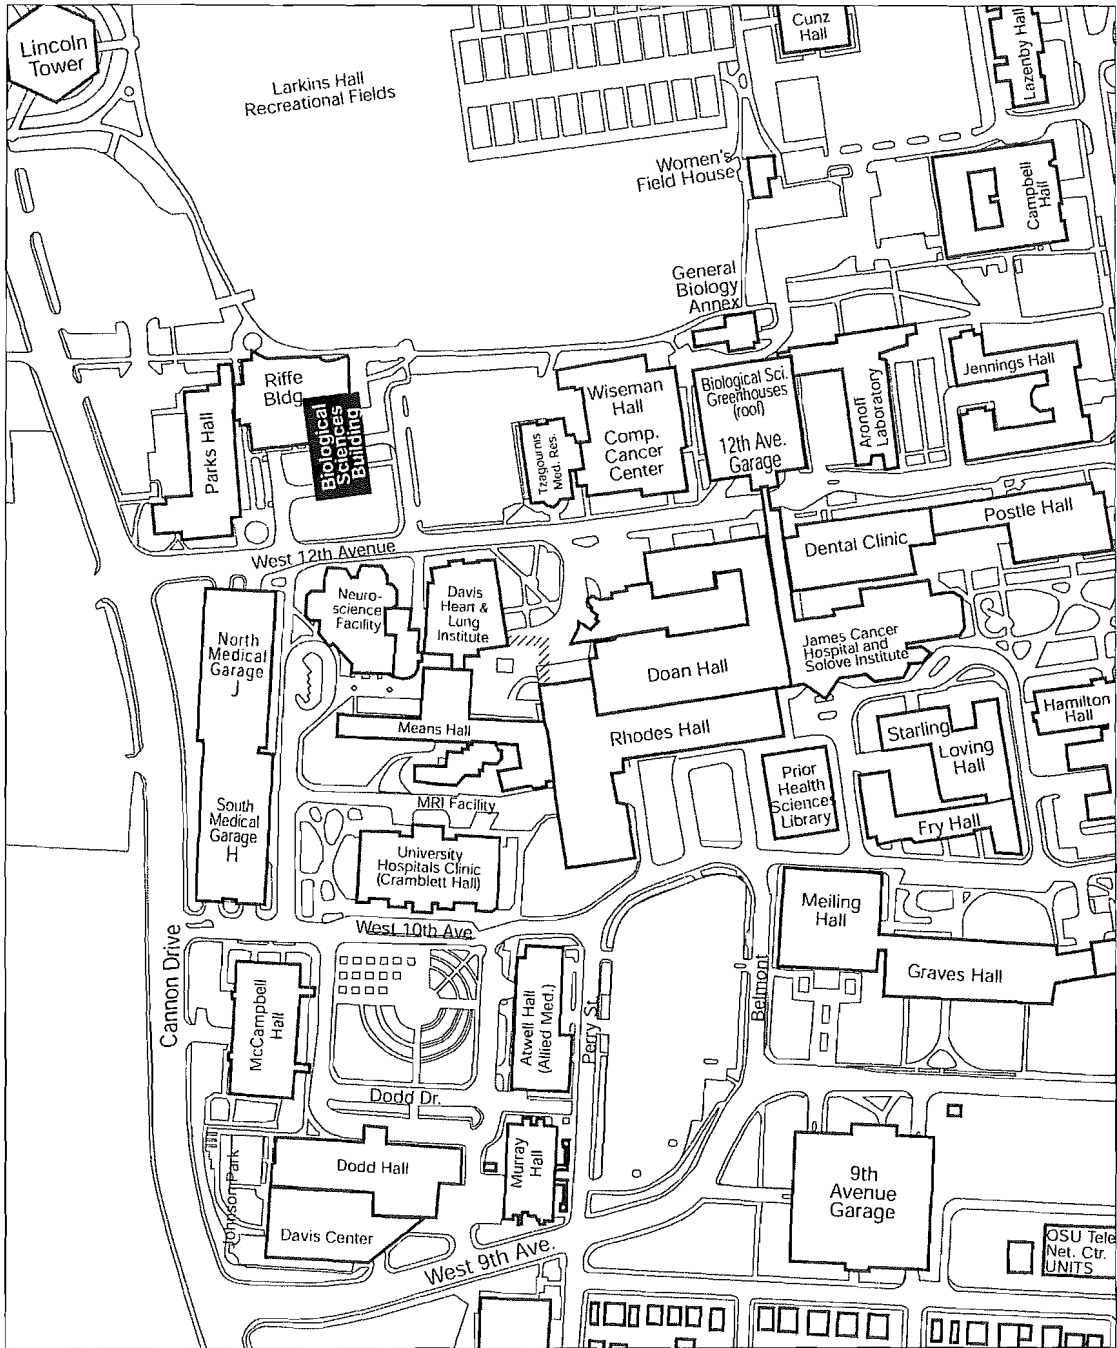 Lincoln
Tower
Larkins Hall
Recreational Fields
Cunz
Hall
Lazenby Hall
Women's
Field House
Campbell
Hall
General
Biology
Annex
Riffe
Bldg.
Biological
Sciences
Building
Parks Hall
Wiseman
Hall
Comp.
Cancer
Center
Tzagournis
Med. Res.
Biological Sci.
Greenhouses
(roof)
12th Ave.
Garage
Aronoff
Laboratory
Jennings Hall
West 12th Avenue
Postle Hall
Dental Clinic
Neuro-
science
Facility
Davis
Heart &
Lung
Institute
North
Medical
Garage
J
James Cancer
Hospital and
Solove Institute
Doan Hall
Means Hall
Rhodes Hall
Hamilton
Hall
Starling
Loving
Hall
Prior
Health
Sciences
Library
MRI Facility
South
Medical
Garage
H
Fry Hall
University
Hospitals Clinic
(Cramblett Hall)
West 10th Ave
Meiling
Hall
Graves Hall
Cannon Drive
McCampbell
Hall
Atwell Hall
(Allied Med.)
Perry St.
Belmont
Dodd Dr.
Dodd Hall
Murray
Hall
Johnson Park
Davis Center
9th
Avenue
Garage
West 9th Ave.
OSU Tele
Net. Ctr.
UNITS